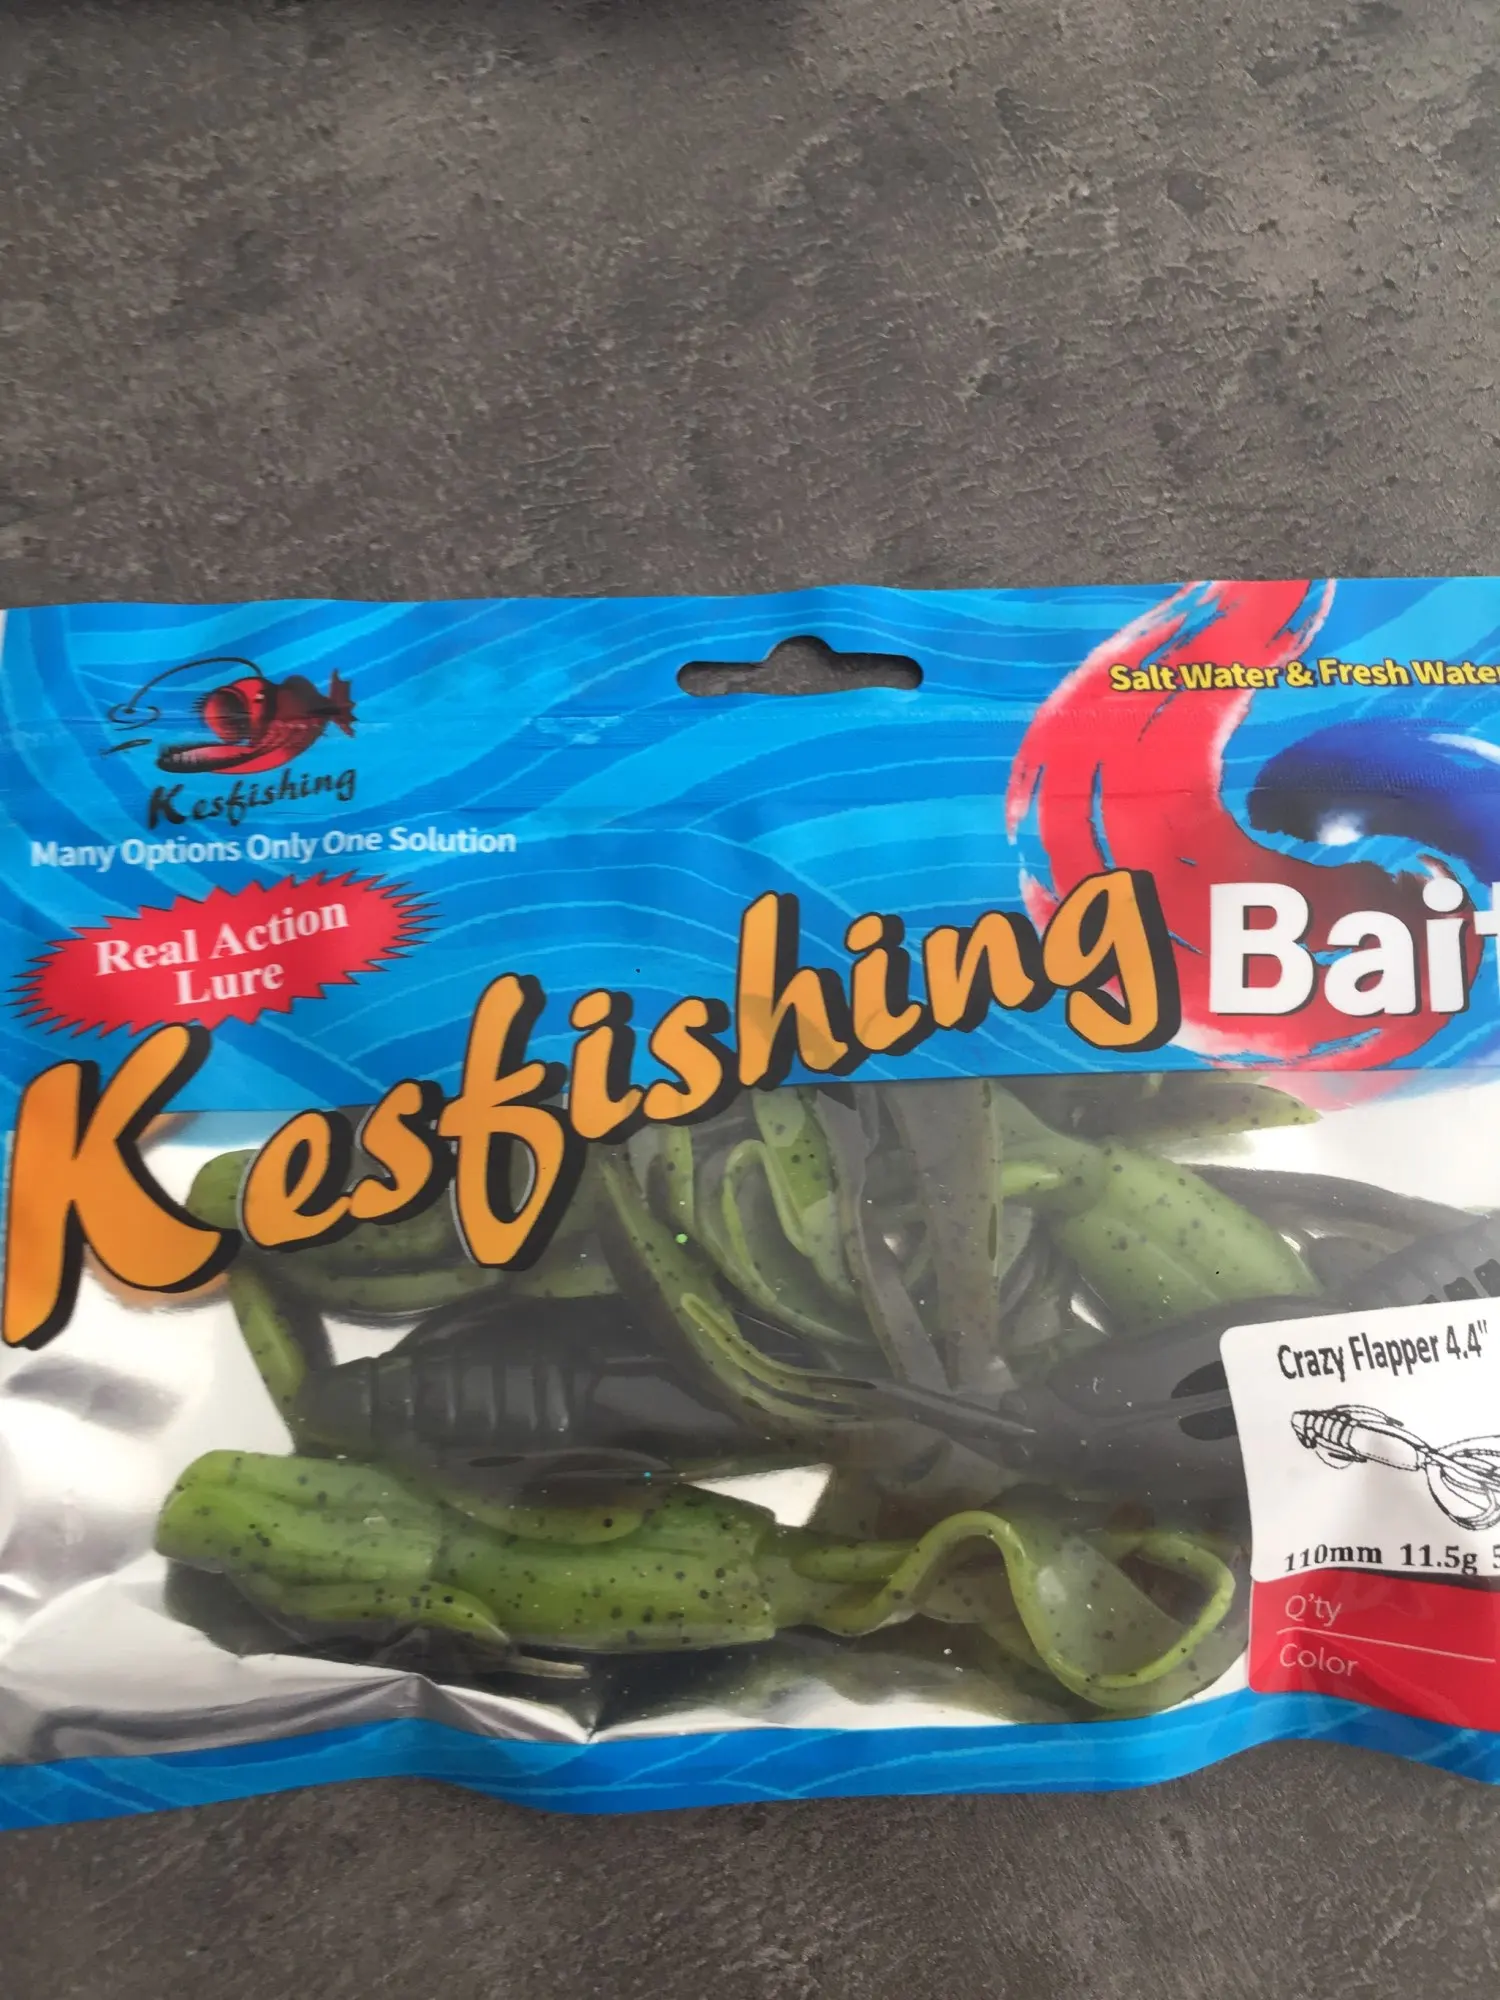 Salt Water & Fresh Water
Kesfishing
Many Options Only One Solution
Real Action
Lure
Kesfishing Bait
Crazy Flapper 4.4"
110mm 11.5g
Q'ty
Color